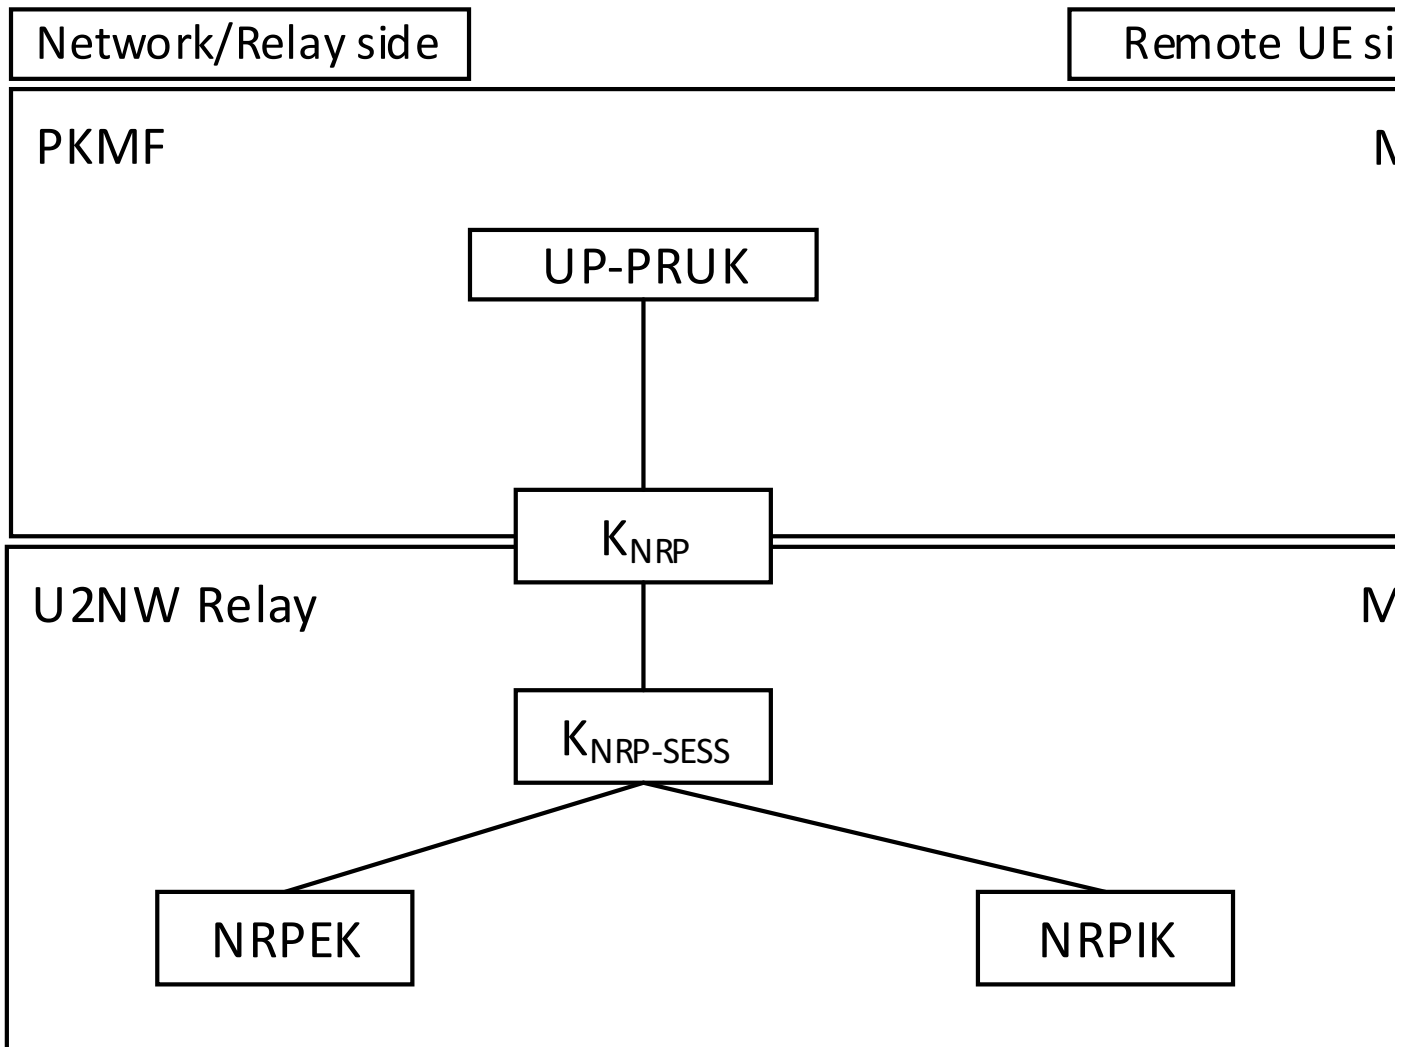 Network/Relay side
Remote UE si
PKMF
M
UP-PRUK
KNRP
U2NW Relay
M
KNRP-SESS
NRPEK
NRPIK